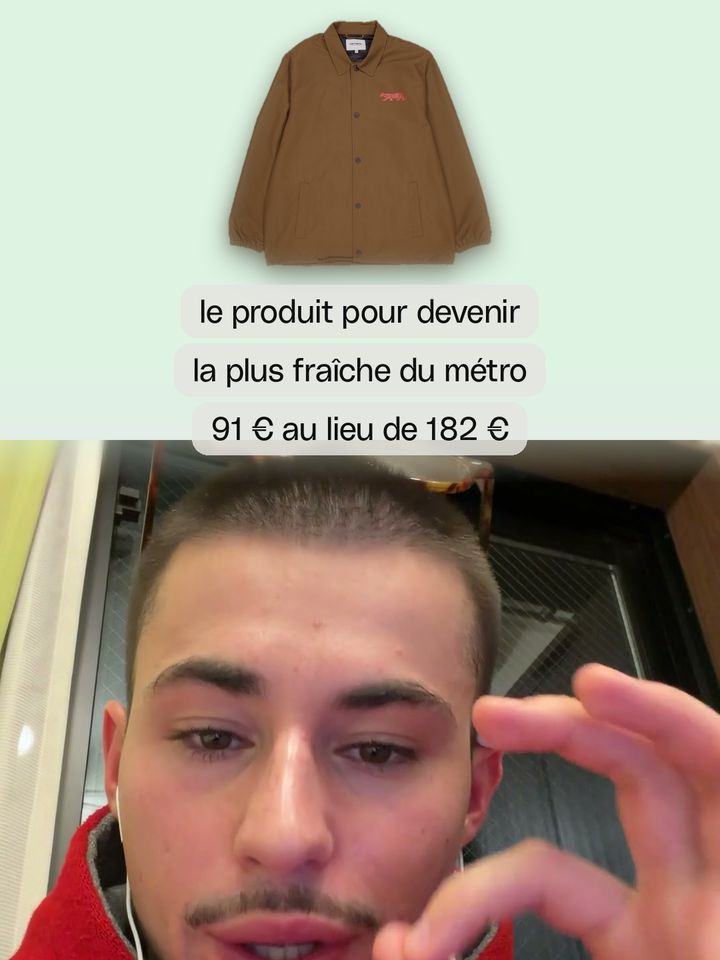 le produit pour devenir
la plus fraîche du métro
91 € au lieu de 182 €